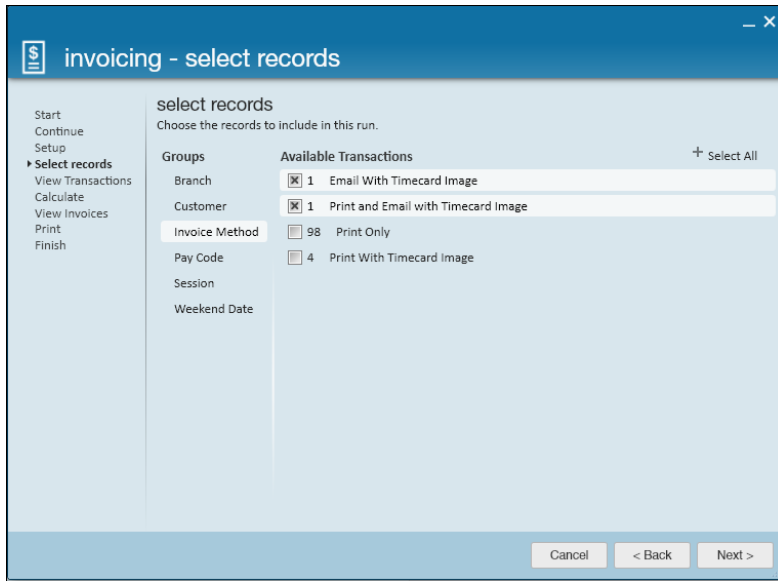 invoicing - select records
Start
Continue
Setup
Select records
View Transactions
Calculate
View Invoices
Print
Finish
select records
Choose the records to include in this run.
Groups
Branch
Customer
Invoice Method
Pay Code
Session
Weekend Date
Available Transactions
+ Select All
1 Email With Timecard Image
1 Print and Email with Timecard Image
98 Print Only
4 Print With Timecard Image
Cancel
< Back
Next >